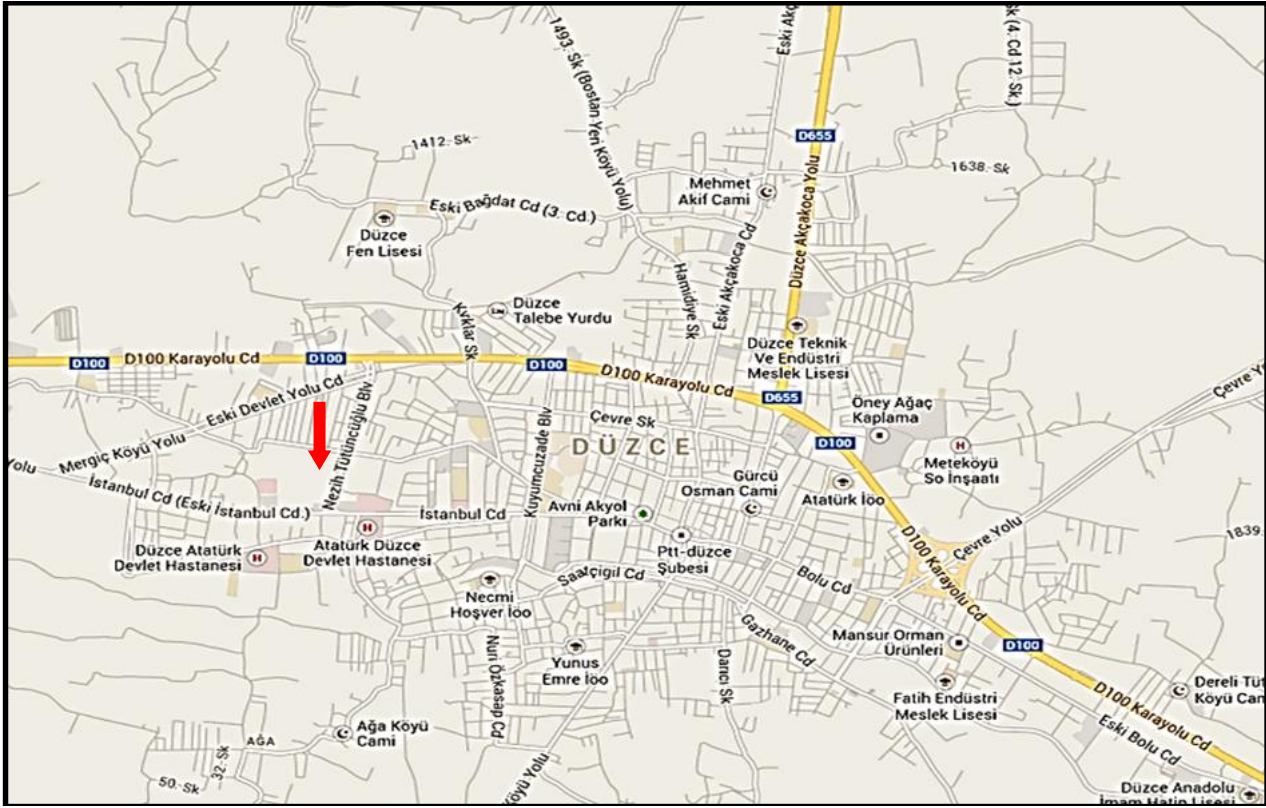 1493. Sk (Bostan Yeri Köyü Yolu)
Eski Akç
Sk (4. Cd 12. Sk.)
D655
1412. Sk
1638. Sk
Mehmet
Akif Cami
Eski Bağdat Cd (3. Cd.)
Düzce
Fen Lisesi
Düzce Akçakoca Yolu
Eski Akçakoca Cd
Hamidiye Sk
Düzce
Talebe Yurdu
Kvklar Sk
Düzce Teknik
Ve Endüstri
Meslek Lisesi
D100
D100 Karayolu Cd
D100
D100
D100 Karayolu Cd
D655
Çevre Yo
Eski Devlet Yolu Cd
Nezih Tütüncüğlu Blv
Kuyumcuzade Blv
Çevre Sk
Öney Ağaç
Kaplama
DÜZCE
D100
Meteköyü
So İnşaatı
Mergiç Köyü Yolu
Yolu
İstanbul Cd (Eski İstanbul Cd.)
İstanbul Cd
Gürcü
Osman Cami
Atatürk İöo
Avni Akyol
Parkı
Ptt-düzce
Şubesi
Çevre Yolu
1839.
Düzce Atatürk
Devlet Hastanesi
Atatürk Düzce
Devlet Hastanesi
D100 Karayolu Cd
Saatçigil Cd
Bolu Cd
Necmi
Hoşver İöo
Gazhane Cd
Mansur Orman
Ürünleri
D100
Nuri Özkasap Cd
Yunus
Emre İöo
Darıcı Sk
Fatih Endüstri
Meslek Lisesi
Dereli Tüt
Köyü Cam
D100 Karayolu Cd
Eski Bolu Cd
Ağa Köyü
Cami
AĞA
32. Sk
50. Sk
Köyü Yolu
Düzce Anadolu
İmam Hatip Lisesi